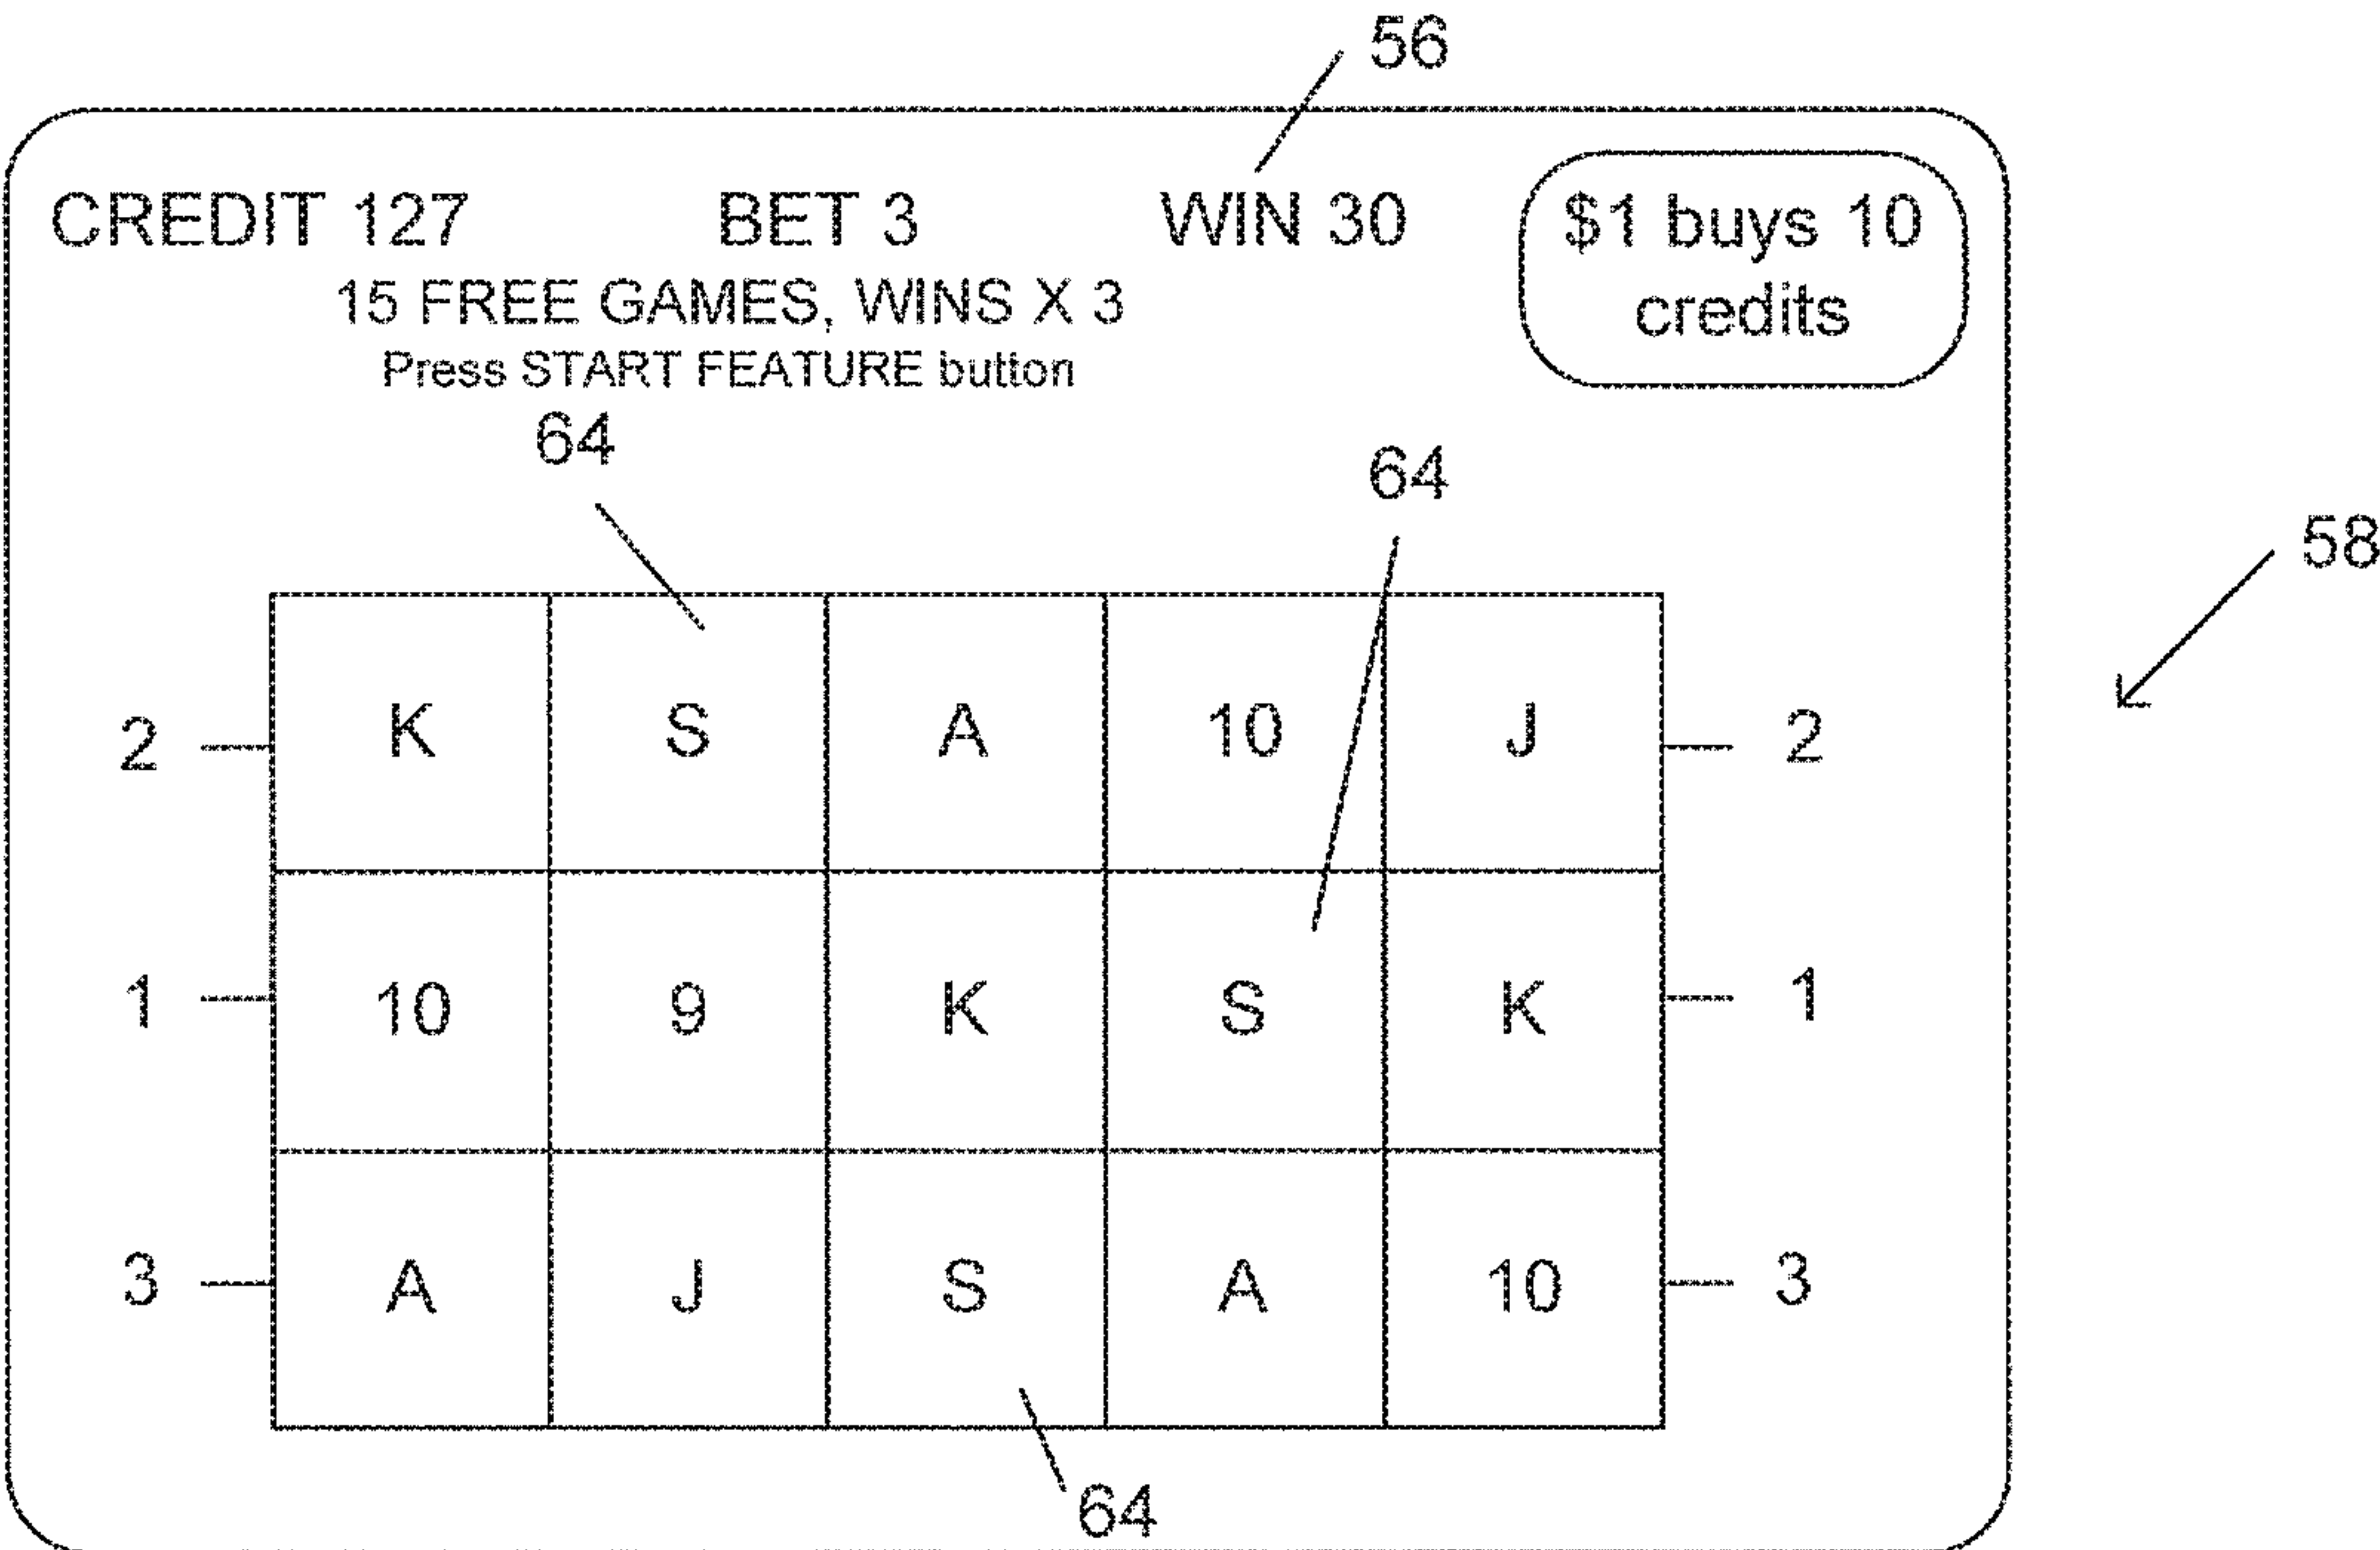 56
CREDIT 127 BET 3 WIN 30 $1 buys 10
credits
15 FREE GAMES, WINS X 3
Press START FEATURE button
64 64
58
2 K S A 10 J 2
1 10 9 K S K 1
3 A J S A 10 3
64